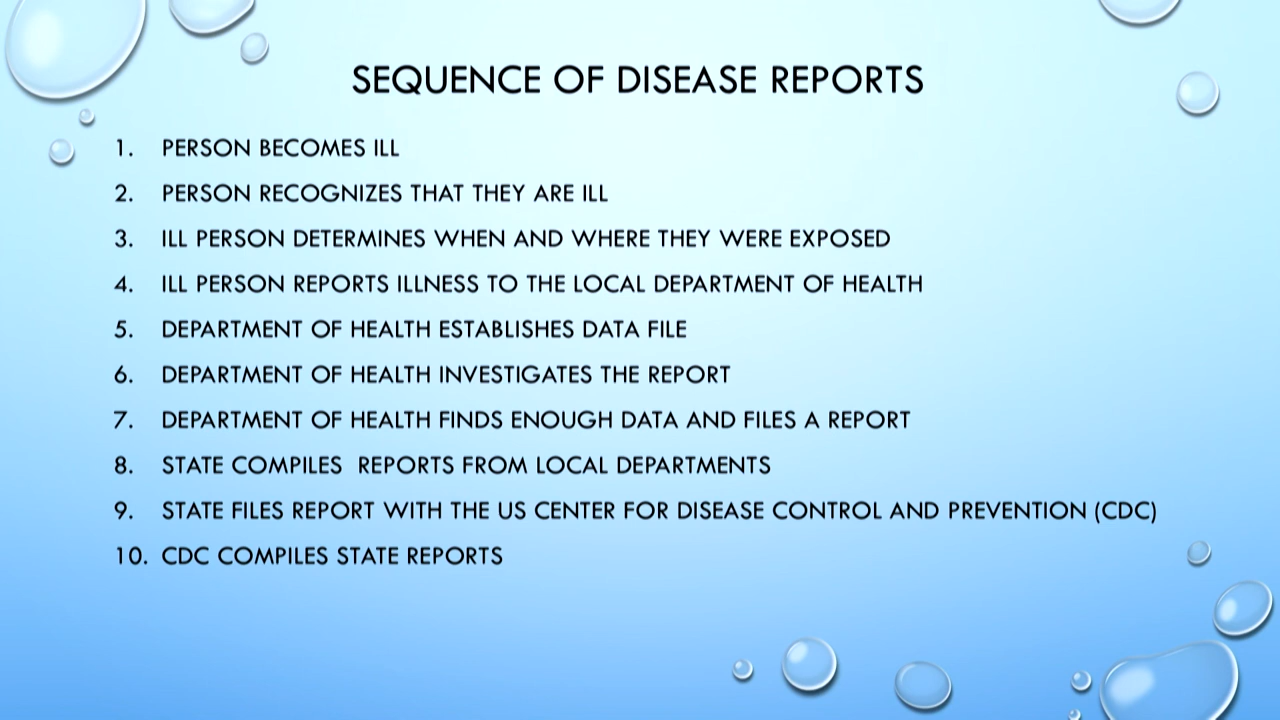 SEQUENCE OF DISEASE REPORTS
1. PERSON BECOMES ILL
2. PERSON RECOGNIZES THAT THEY ARE ILL
3. ILL PERSON DETERMINES WHEN AND WHERE THEY WERE EXPOSED
4. ILL PERSON REPORTS ILLNESS TO THE LOCAL DEPARTMENT OF HEALTH
5. DEPARTMENT OF HEALTH ESTABLISHES DATA FILE
6. DEPARTMENT OF HEALTH INVESTIGATES THE REPORT
7. DEPARTMENT OF HEALTH FINDS ENOUGH DATA AND FILES A REPORT
8. STATE COMPILES  REPORTS FROM LOCAL DEPARTMENTS
9. STATE FILES REPORT WITH THE US CENTER FOR DISEASE CONTROL AND PREVENTION (CDC)
10. CDC COMPILES STATE REPORTS